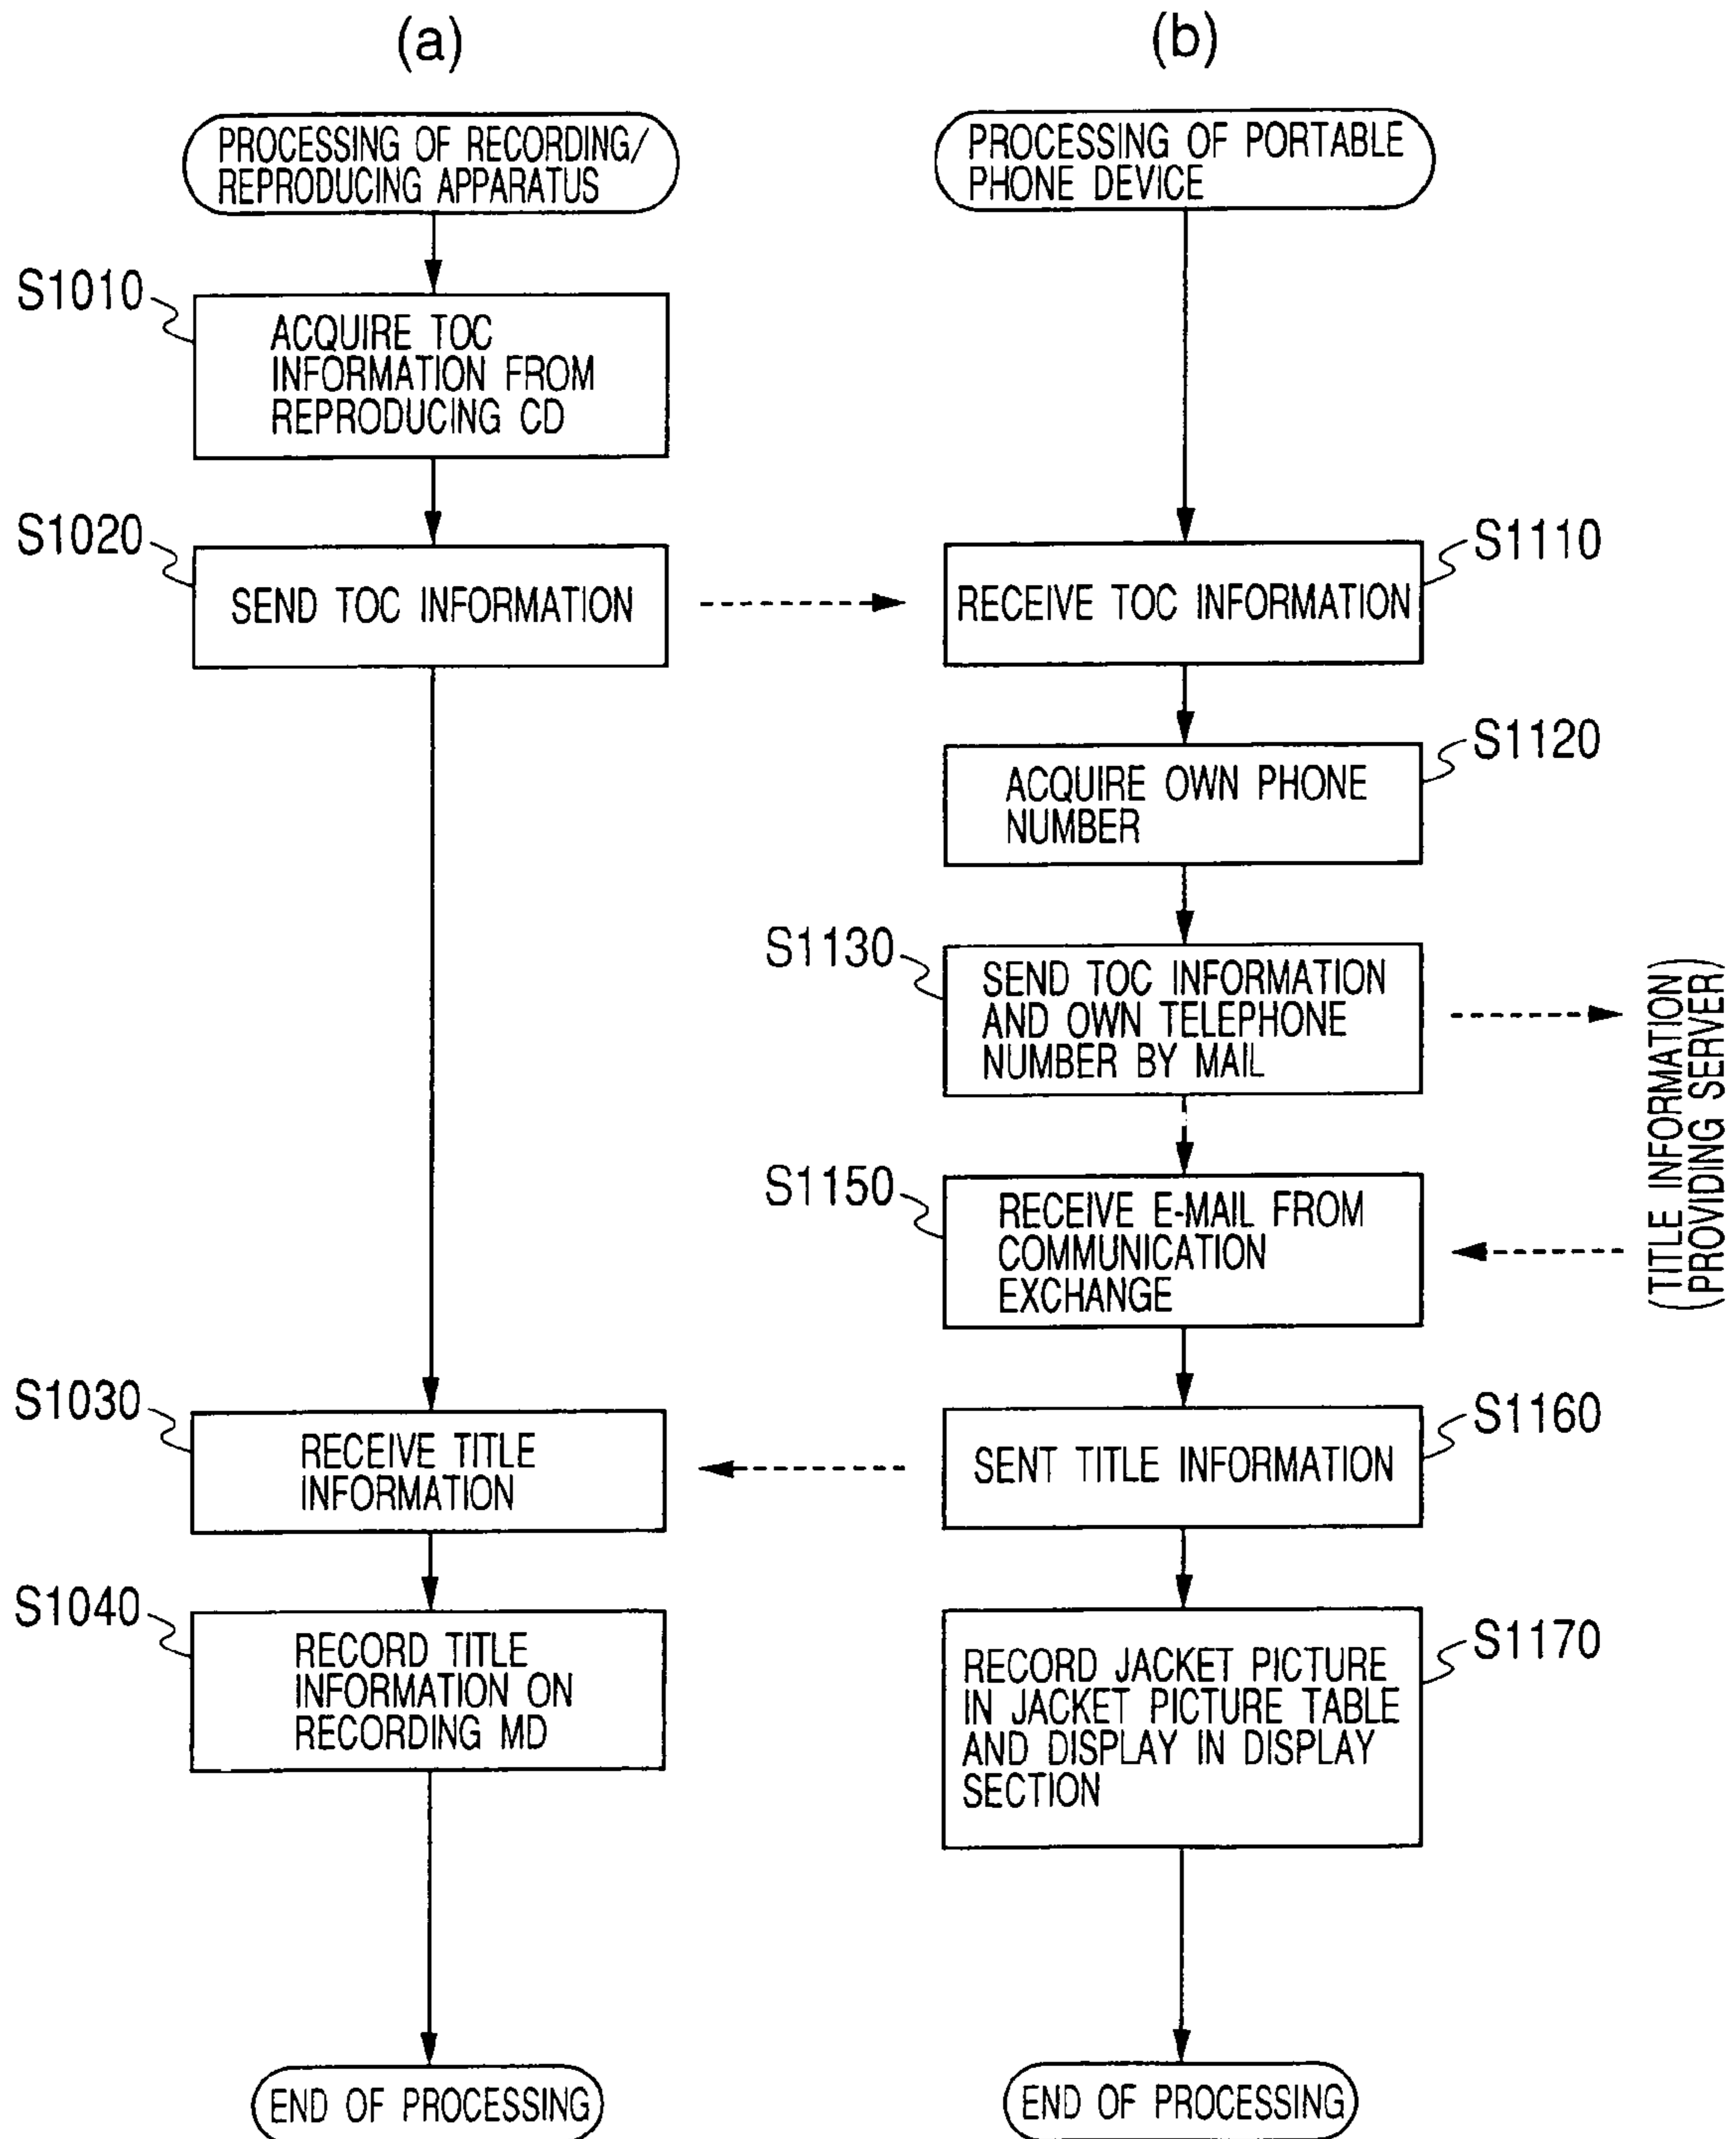 (a)
PROCESSING OF RECORDING/
REPRODUCING APPARATUS
S1010
ACQUIRE TOC
INFORMATION FROM
REPRODUCING CD
S1020
SEND TOC INFORMATION
S1030
RECEIVE TITLE
INFORMATION
S1040
RECORD TITLE
INFORMATION ON
RECORDING MD
END OF PROCESSING
(b)
PROCESSING OF PORTABLE
PHONE DEVICE
S1110
RECEIVE TOC INFORMATION
S1120
ACQUIRE OWN PHONE
NUMBER
S1130
SEND TOC INFORMATION
AND OWN TELEPHONE
NUMBER BY MAIL
S1150
RECEIVE E-MAIL FROM
COMMUNICATION
EXCHANGE
S1160
SENT TITLE INFORMATION
S1170
RECORD JACKET PICTURE
IN JACKET PICTURE TABLE
AND DISPLAY IN DISPLAY
SECTION
END OF PROCESSING
(TITLE INFORMATION
PROVIDING SERVER)